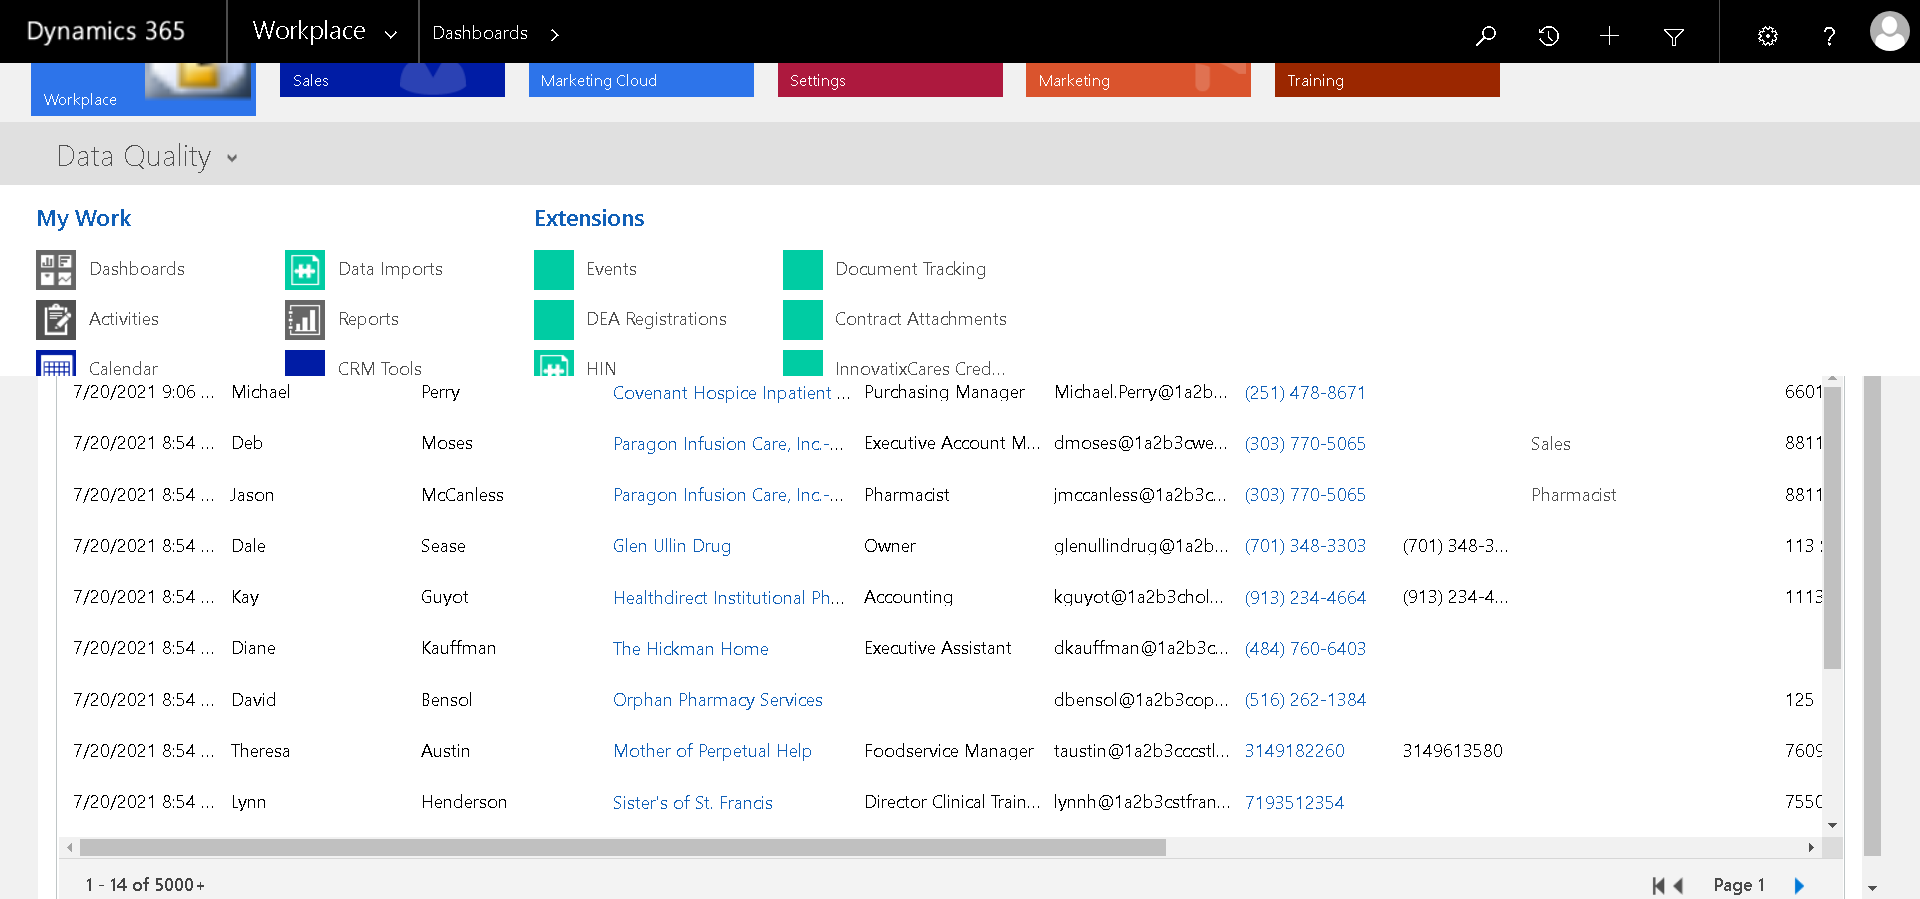 Dynamics 365 Workplace Dashboards ?
Workplace Sales Marketing Cloud Settings Marketing Training
Data Quality
My Work Extensions
Dashboards Data Imports Events Document Tracking
Activities Reports DEA Registrations Contract Attachments
Calendar CRM Tools HIN InnovatixCares Cred...
7/20/2021 9:06 ... Michael Perry Covenant Hospice Inpatient ... Purchasing Manager Michael.Perry@1a2b... (251) 478-8671 6601
7/20/2021 8:54 ... Deb Moses Paragon Infusion Care, Inc.-... Executive Account M... dmoses@1a2b3cwe... (303) 770-5065 Sales 8811
7/20/2021 8:54 ... Jason McCanless Paragon Infusion Care, Inc.-... Pharmacist jmccanless@1a2b3c... (303) 770-5065 Pharmacist 8811
7/20/2021 8:54 ... Dale Sease Glen Ullin Drug Owner glenullindrug@1a2b... (701) 348-3303 (701) 348-3... 113
7/20/2021 8:54 ... Kay Guyot Healthdirect Institutional Ph... Accounting kguyot@1a2b3chol... (913) 234-4664 (913) 234-4... 1113
7/20/2021 8:54 ... Diane Kauffman The Hickman Home Executive Assistant dkauffman@1a2b3c... (484) 760-6403
7/20/2021 8:54 ... David Bensol Orphan Pharmacy Services dbensol@1a2b3cop... (516) 262-1384 125
7/20/2021 8:54 ... Theresa Austin Mother of Perpetual Help Foodservice Manager taustin@1a2b3cccstl... 3149182260 3149613580 7609
7/20/2021 8:54 ... Lynn Henderson Sister's of St. Francis Director Clinical Train... lynnh@1a2b3cstfran... 7193512354 7550
1 - 14 of 5000+ Page 1